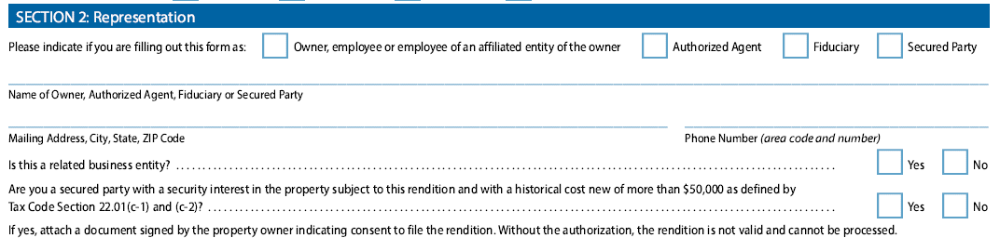 SECTION 2: Representation
Please indicate if you are filling out this form as: Owner, employee or employee of an affiliated entity of the owner Authorized Agent Fiduciary Secured Party
Name of Owner, Authorized Agent, Fiduciary or Secured Party
Mailing Address, City, State, ZIP Code Phone Number (area code and number)
Is this a related business entity? Yes No
Are you a secured party with a security interest in the property subject to this rendition and with a historical cost new of more than $50,000 as defined by
Tax Code Section 22.01(c-1) and (c-2)? Yes No
If yes, attach a document signed by the property owner indicating consent to file the rendition. Without the authorization, the rendition is not valid and cannot be processed.